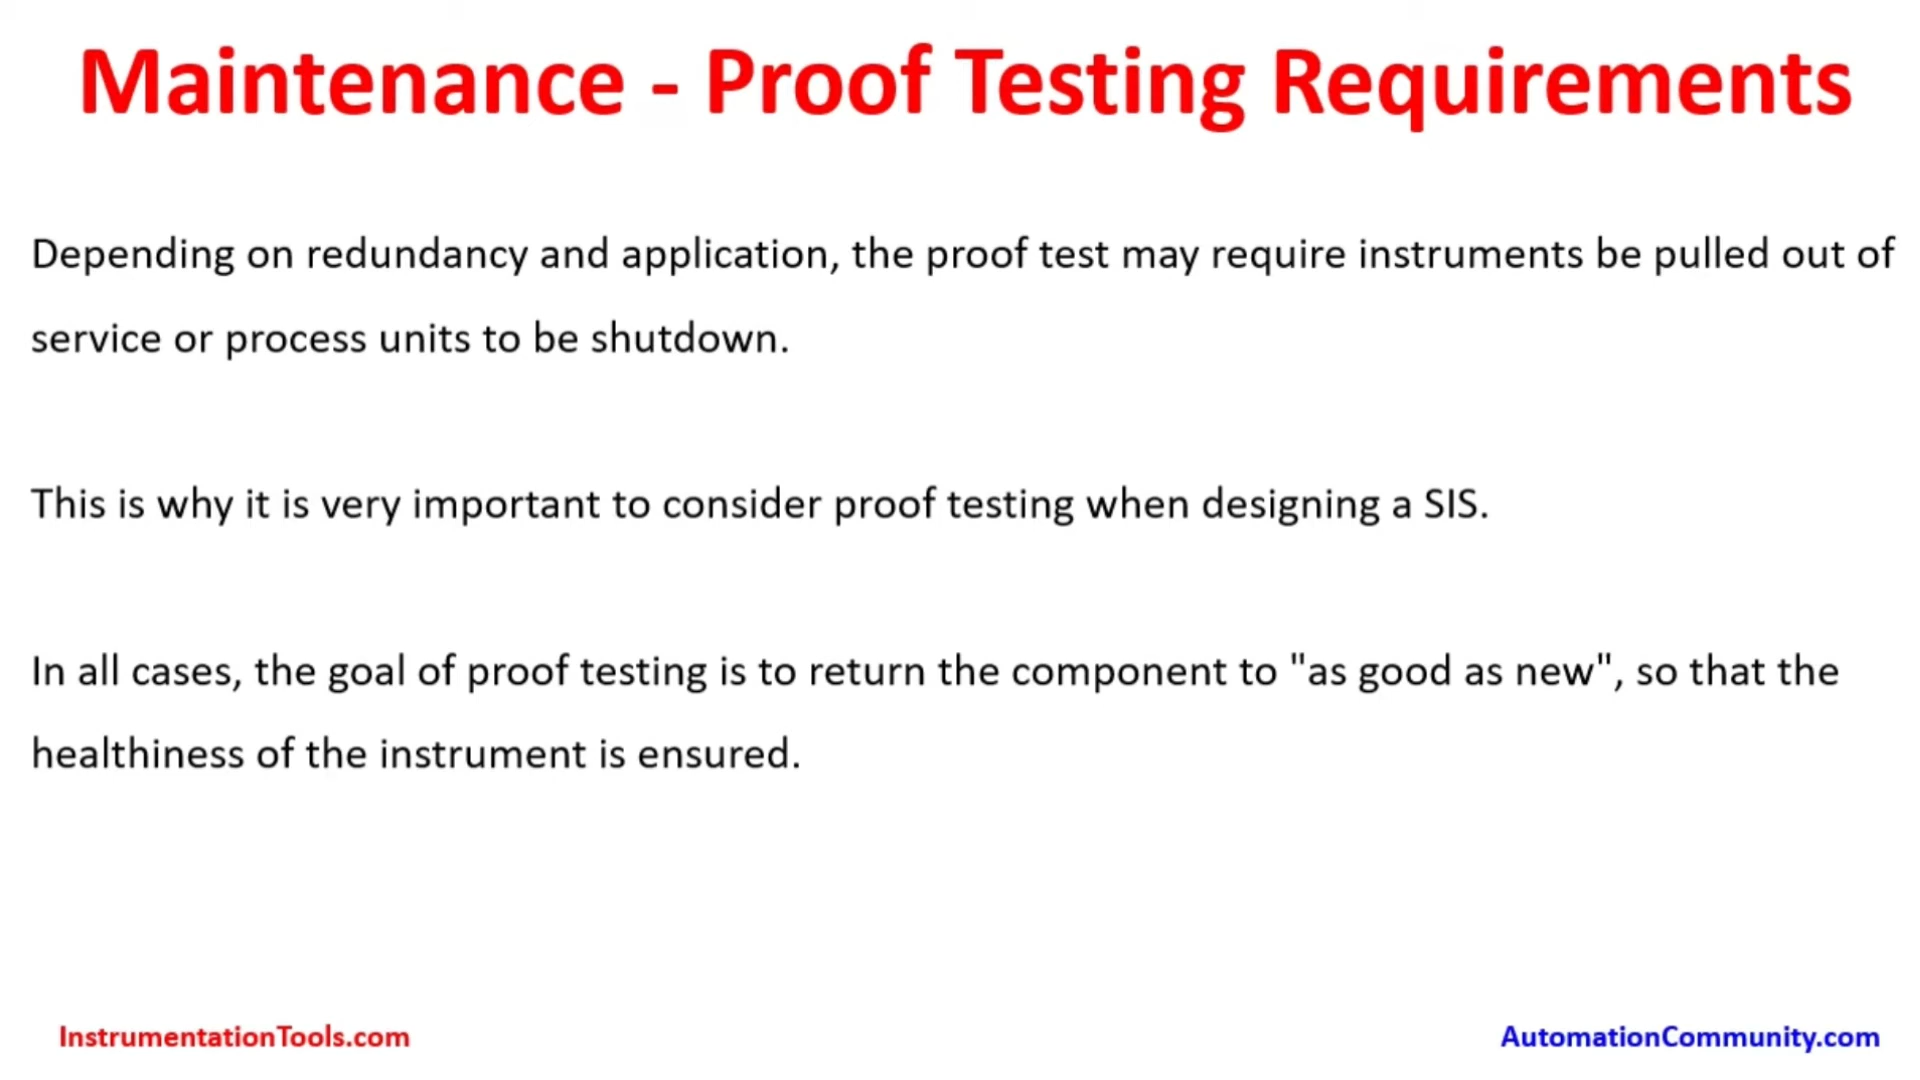 Maintenance - Proof Testing Requirements
Depending on redundancy and application, the proof test may require instruments be pulled out of
service or process units to be shutdown.
This is why it is very important to consider proof testing when designing a SIS.
In all cases, the goal of proof testing is to return the component to "as good as new", so that the
healthiness of the instrument is ensured.
InstrumentationTools.com
AutomationCommunity.com